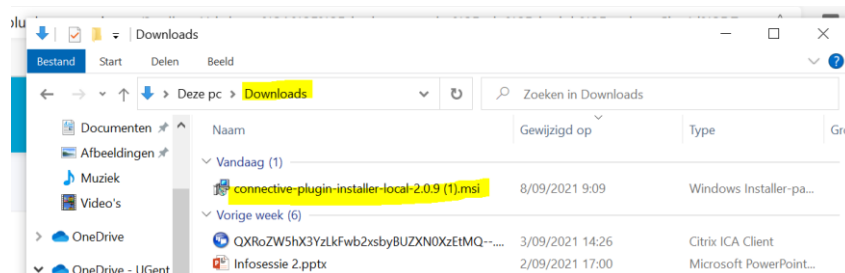 Downloads
Bestand Start Delen Beeld
Deze pc > Downloads
Zoeken in Downloads
Documenten
Afbeeldingen
Muziek
Video's
OneDrive
OneDrive - UGent
Naam Gewijzigd op Type
Vandaag (1)
connective-plugin-installer-local-2.0.9 (1).msi 8/09/2021 9:09 Windows Installer-pa...
Vorige week (6)
QXRoZW5hX3YzLkFwb2xsbyBUZXN0XzEtMQ--.... 3/09/2021 14:26 Citrix ICA Client
Infosessie 2.pptx 2/09/2021 17:00 Microsoft PowerPoint...